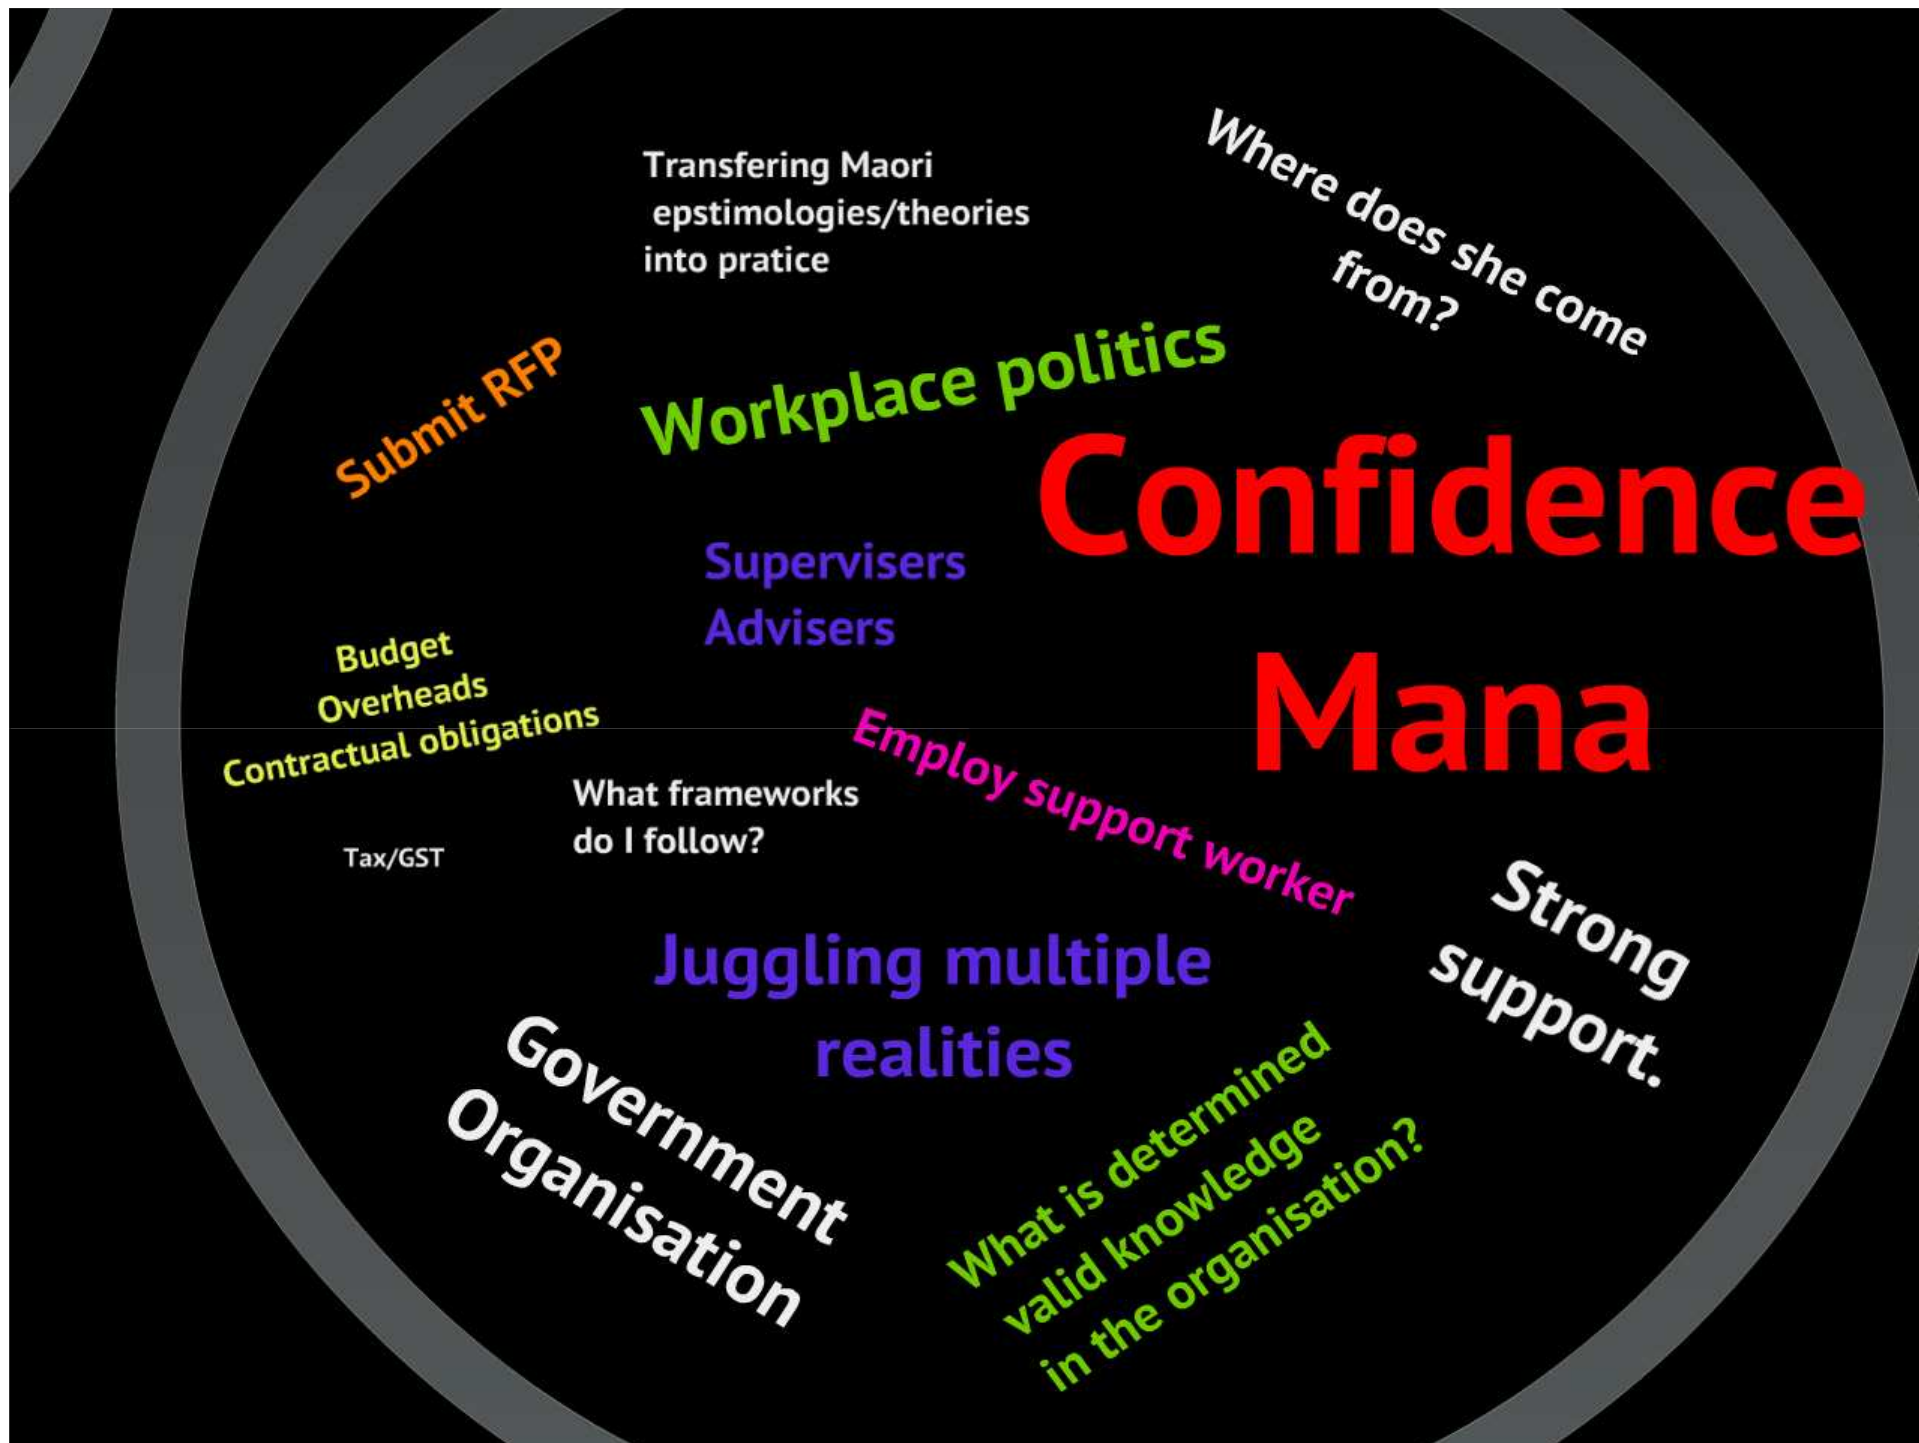 Transfering Maori
epstimologies/theories
into pratice
Where does she come
from?
Submit RFP
Workplace politics
Confidence
Supervisers
Advisers
Mana
Budget
Overheads
Contractual obligations
Employ support worker
What frameworks
do I follow?
Tax/GST
Strong
support.
Juggling multiple
realities
Government
Organisation
What is determined
valid knowledge
in the organisation?